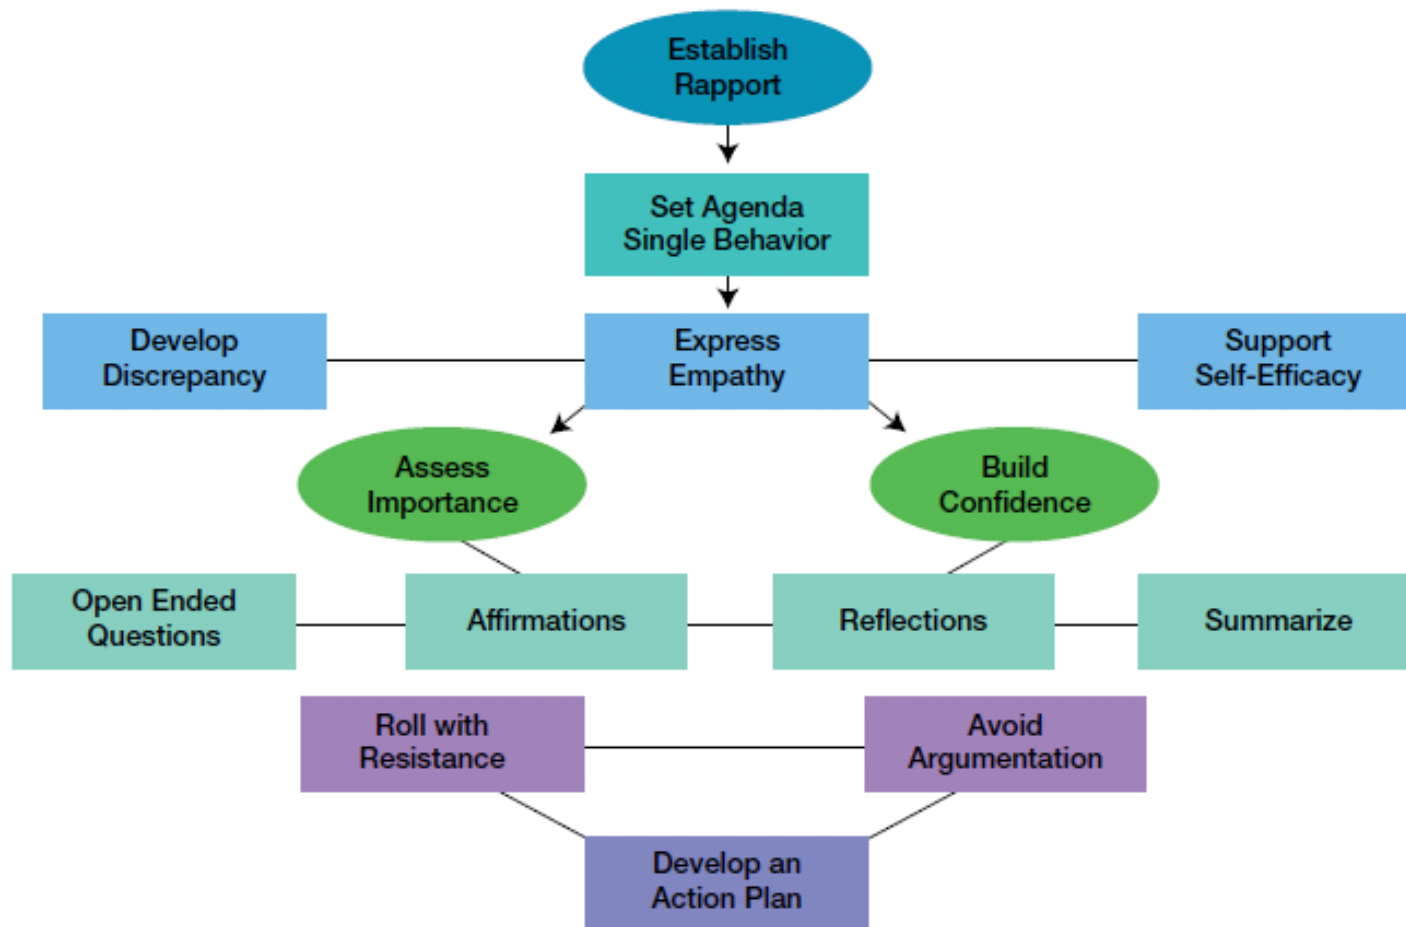 Establish
Rapport
Set Agenda
Single Behavior
Develop
Discrepancy
Express
Empathy
Support
Self-Efficacy
Assess
Importance
Build
Confidence
Open Ended
Questions
Affirmations
Reflections
Summarize
Roll with
Resistance
Avoid
Argumentation
Develop an
Action Plan